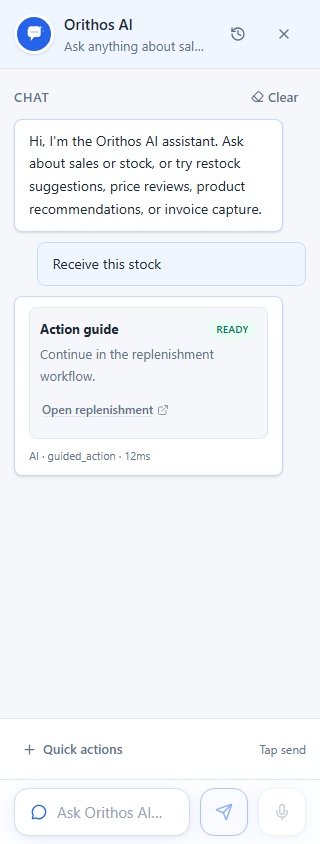 Orithos AI
Ask anything about sal...
CHAT
Clear
Hi, I'm the Orithos AI assistant. Ask
about sales or stock, or try restock
suggestions, price reviews, product
recommendations, or invoice capture.
Receive this stock
Action guide
READY
Continue in the replenishment
workflow.
Open replenishment
AI · guided_action · 12ms
Quick actions
Tap send
Ask Orithos AI...